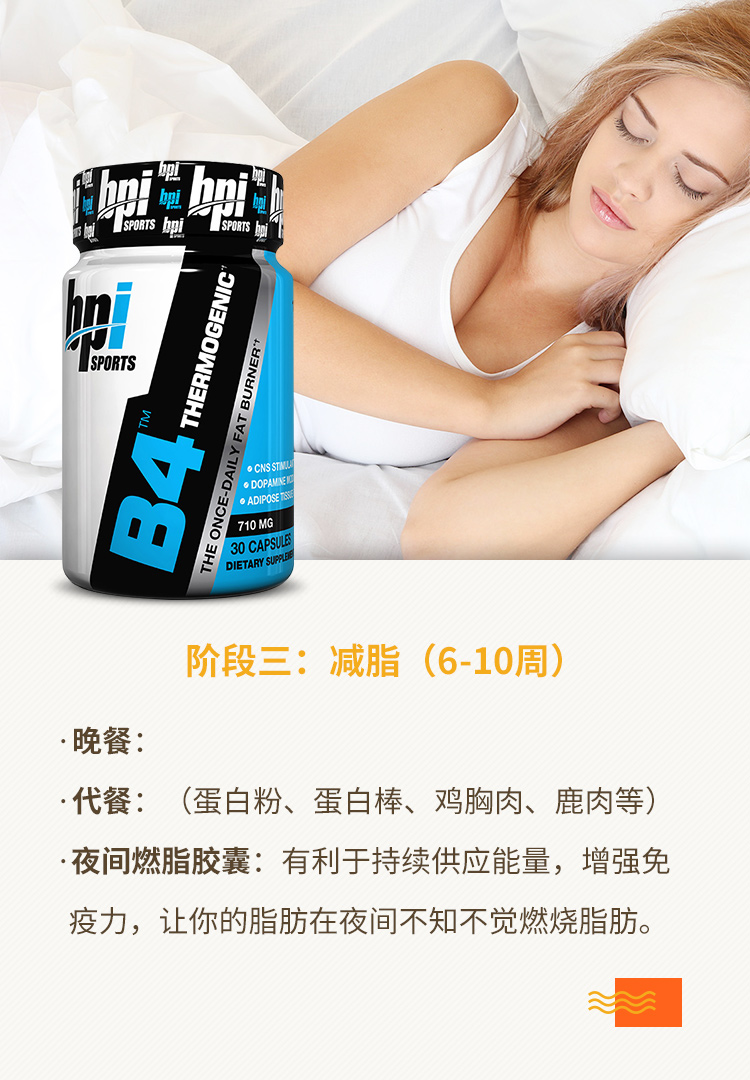 bpi SPORTS
bpi SPORTS
bpi
SPORTS
B4™ THERMOGENIC
THE ONCE-DAILY FAT BURNER
CNS
DOPAMINE
ADIPOSE
710 MG
30 CAPSULES
DIETARY
阶段三：减脂（6-10周）
·晚餐：
·代餐：（蛋白粉、蛋白棒、鸡胸肉、鹿肉等）
·夜间燃脂胶囊：有利于持续供应能量，增强免
疫力，让你的脂肪在夜间不知不觉燃烧脂肪。